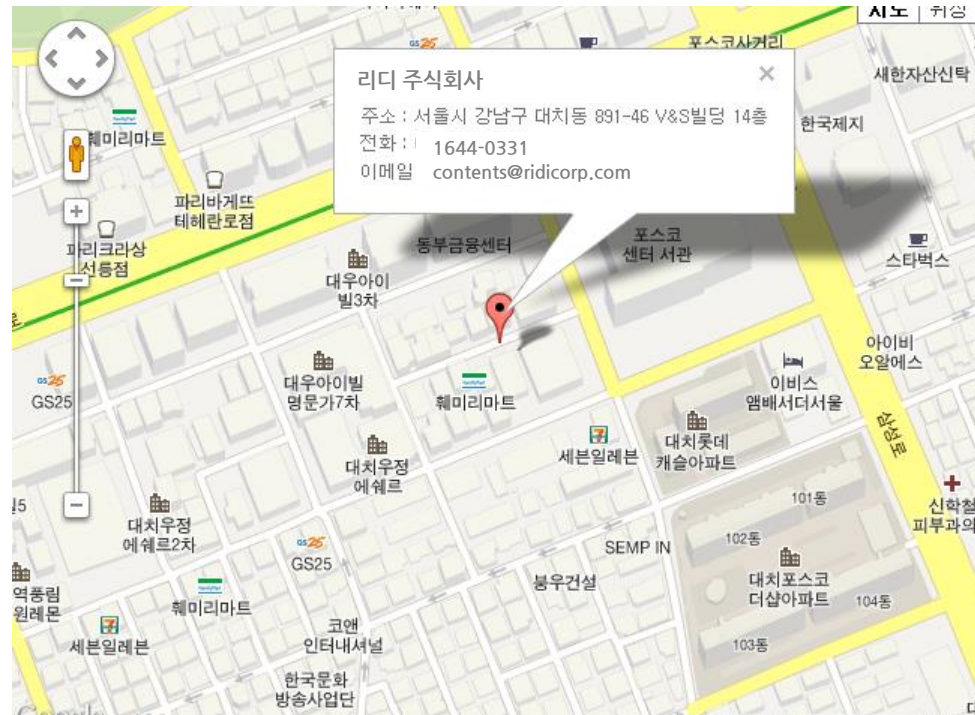 지도
위성
GS25
포스코사거리
새한자산신탁
리디 주식회사
×
주소 : 서울시 강남구 대치동 891-46 V&S빌딩 14층
전화 : 1644-0331
이메일 contents@ridicorp.com
한국제지
훼미리마트
파리바게뜨
테헤란로점
파리크라상
선릉점
동부금융센터
포스코
센터 서관
스타벅스
대우아이
빌3차
아이비
오알에스
GS25
GS25
대우아이빌
명문가7차
훼미리마트
이비스
앰배서더서울
삼성로
세븐일레븐
대치롯데
캐슬아파트
대치우정
에쉐르
101동
신학철
피부과의
대치우정
에쉐르2차
GS25
GS25
SEMP IN
102동
역풍림
원레몬
훼미리마트
봉우건설
대치포스코
더샵아파트
104동
세븐일레븐
코앤
인터내셔널
103동
한국문화
방송사업단